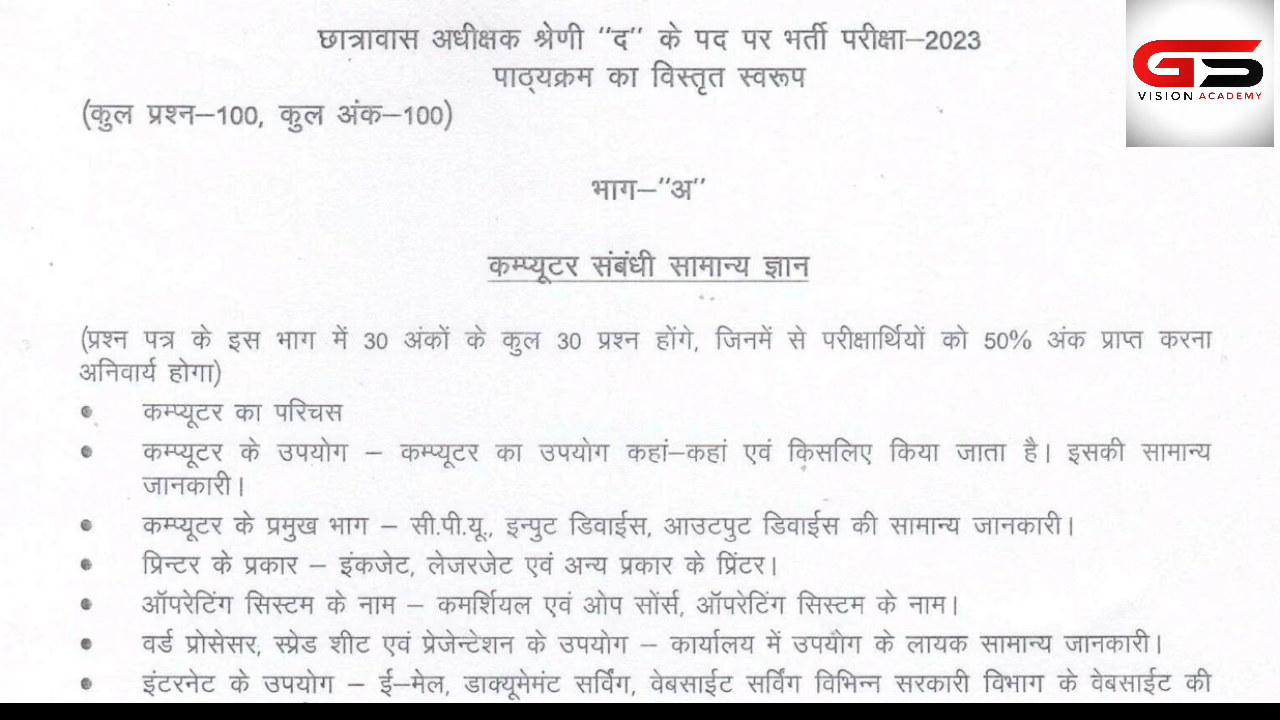 छात्रावास अधीक्षक श्रेणी "द" के पद पर भर्ती परीक्षा–2023
पाठ्यक्रम का विस्तृत स्वरूप
(कुल प्रश्न–100, कुल अंक–100)
GS
VISION ACADEMY
भाग–"अ"
कम्प्यूटर संबंधी सामान्य ज्ञान
(प्रश्न पत्र के इस भाग में 30 अंकों के कुल 30 प्रश्न होंगे, जिनमें से परीक्षार्थियों को 50% अंक प्राप्त करना
अनिवार्य होगा)
• कम्प्यूटर का परिचस
• कम्प्यूटर के उपयोग – कम्प्यूटर का उपयोग कहां–कहां एवं किसलिए किया जाता है। इसकी सामान्य
जानकारी।
• कम्प्यूटर के प्रमुख भाग – सी.पी.यू., इन्पुट डिवाईस, आउटपुट डिवाईस की सामान्य जानकारी।
• प्रिन्टर के प्रकार – इंकजेट, लेजरजेट एवं अन्य प्रकार के प्रिंटर।
• ऑपरेटिंग सिस्टम के नाम – कमर्शियल एवं ओप सोंर्स, ऑपरेटिंग सिस्टम के नाम।
• वर्ड प्रोसेसर, स्प्रेड शीट एवं प्रेजेन्टेशन के उपयोग – कार्यालय में उपयोग के लायक सामान्य जानकारी।
• इंटरनेट के उपयोग – ई–मेल, डाक्यूमेमंट सर्विंग, वेबसाईट सर्विंग विभिन्न सरकारी विभाग के वेबसाईट की